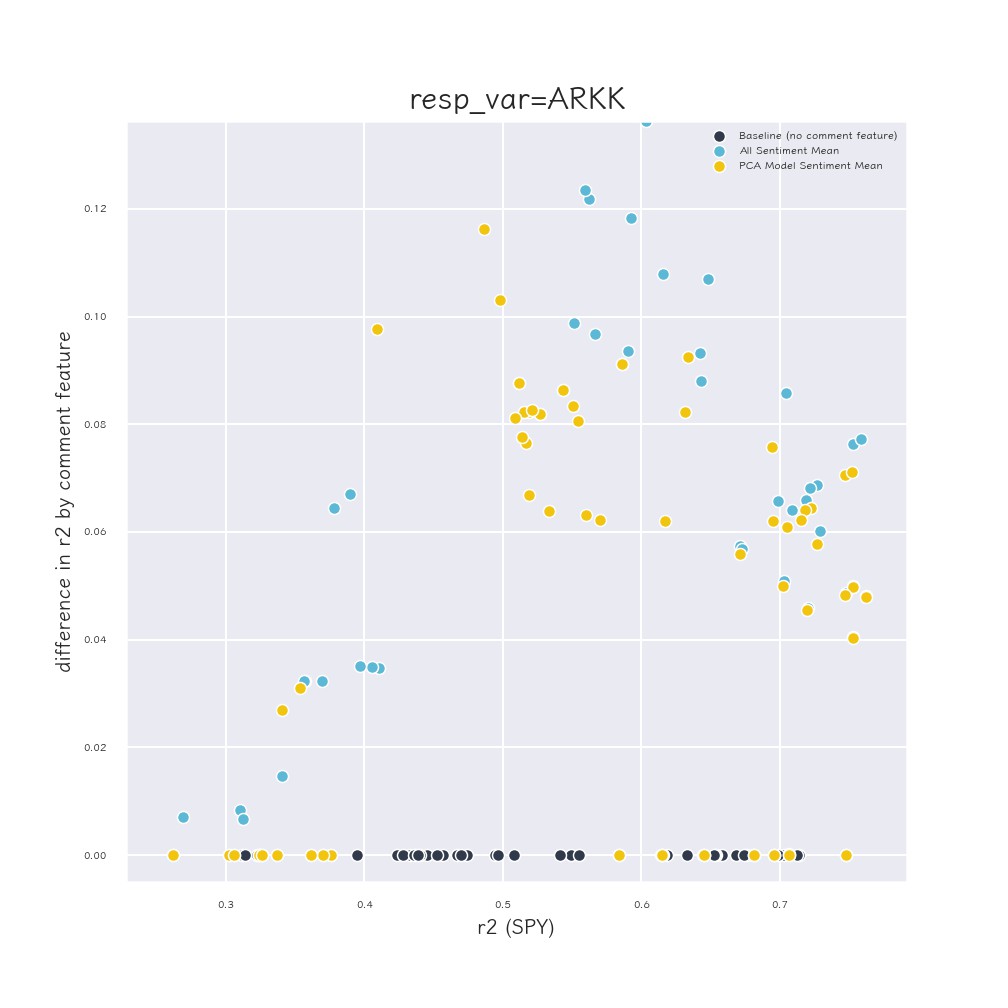 resp_var=ARKK
Baseline (no comment feature)
All Sentiment Mean
PCA Model Sentiment Mean
difference in r2 by comment feature
0.12
0.10
0.08
0.06
0.04
0.02
0.00
0.3 0.4 0.5 0.6 0.7
r2 (SPY)